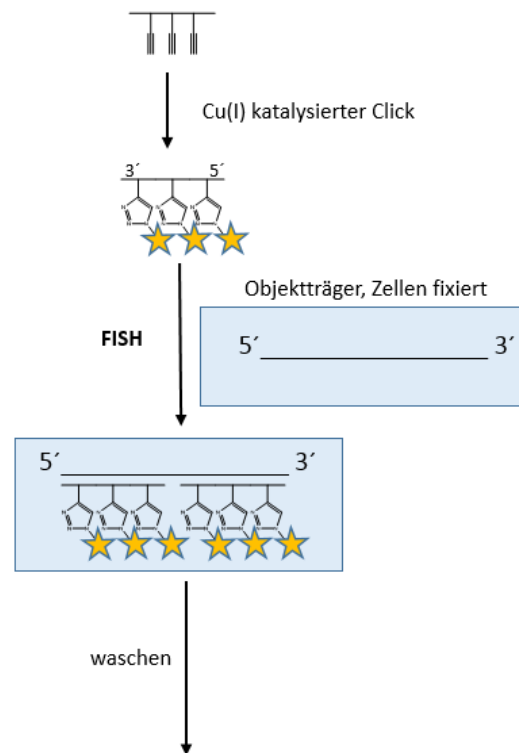 Cu(I) katalysierter Click
3´ 5´
Objektträger, Zellen fixiert
FISH
5´ 3´
5´ 3´
waschen